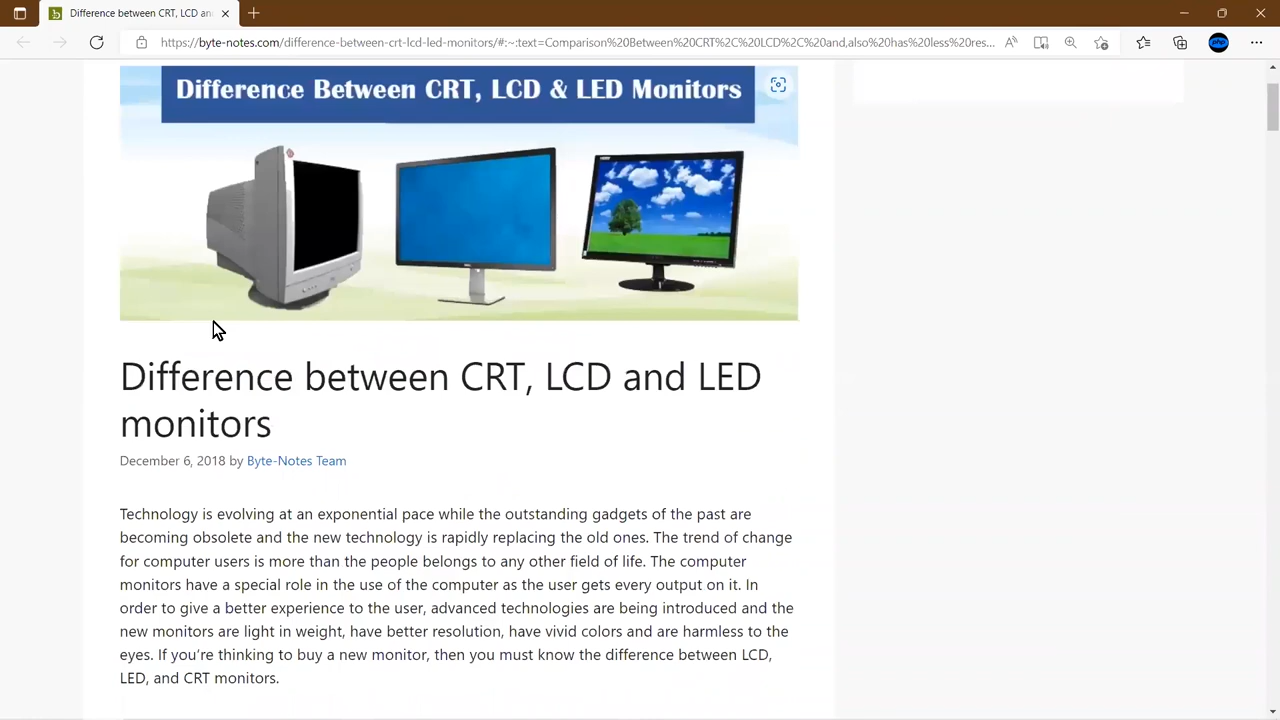 Difference between CRT, LCD an
https://byte-notes.com/difference-between-crt-lcd-led-monitors/#:~:text=Comparison%20Between%20CRT%2C%20LCD%2C%20and,also%20has%20less%20res...
Difference Between CRT, LCD & LED Monitors
Difference between CRT, LCD and LED
monitors
December 6, 2018 by Byte-Notes Team
Technology is evolving at an exponential pace while the outstanding gadgets of the past are
becoming obsolete and the new technology is rapidly replacing the old ones. The trend of change
for computer users is more than the people belongs to any other field of life. The computer
monitors have a special role in the use of the computer as the user gets every output on it. In
order to give a better experience to the user, advanced technologies are being introduced and the
new monitors are light in weight, have better resolution, have vivid colors and are harmless to the
eyes. If you’re thinking to buy a new monitor, then you must know the difference between LCD,
LED, and CRT monitors.